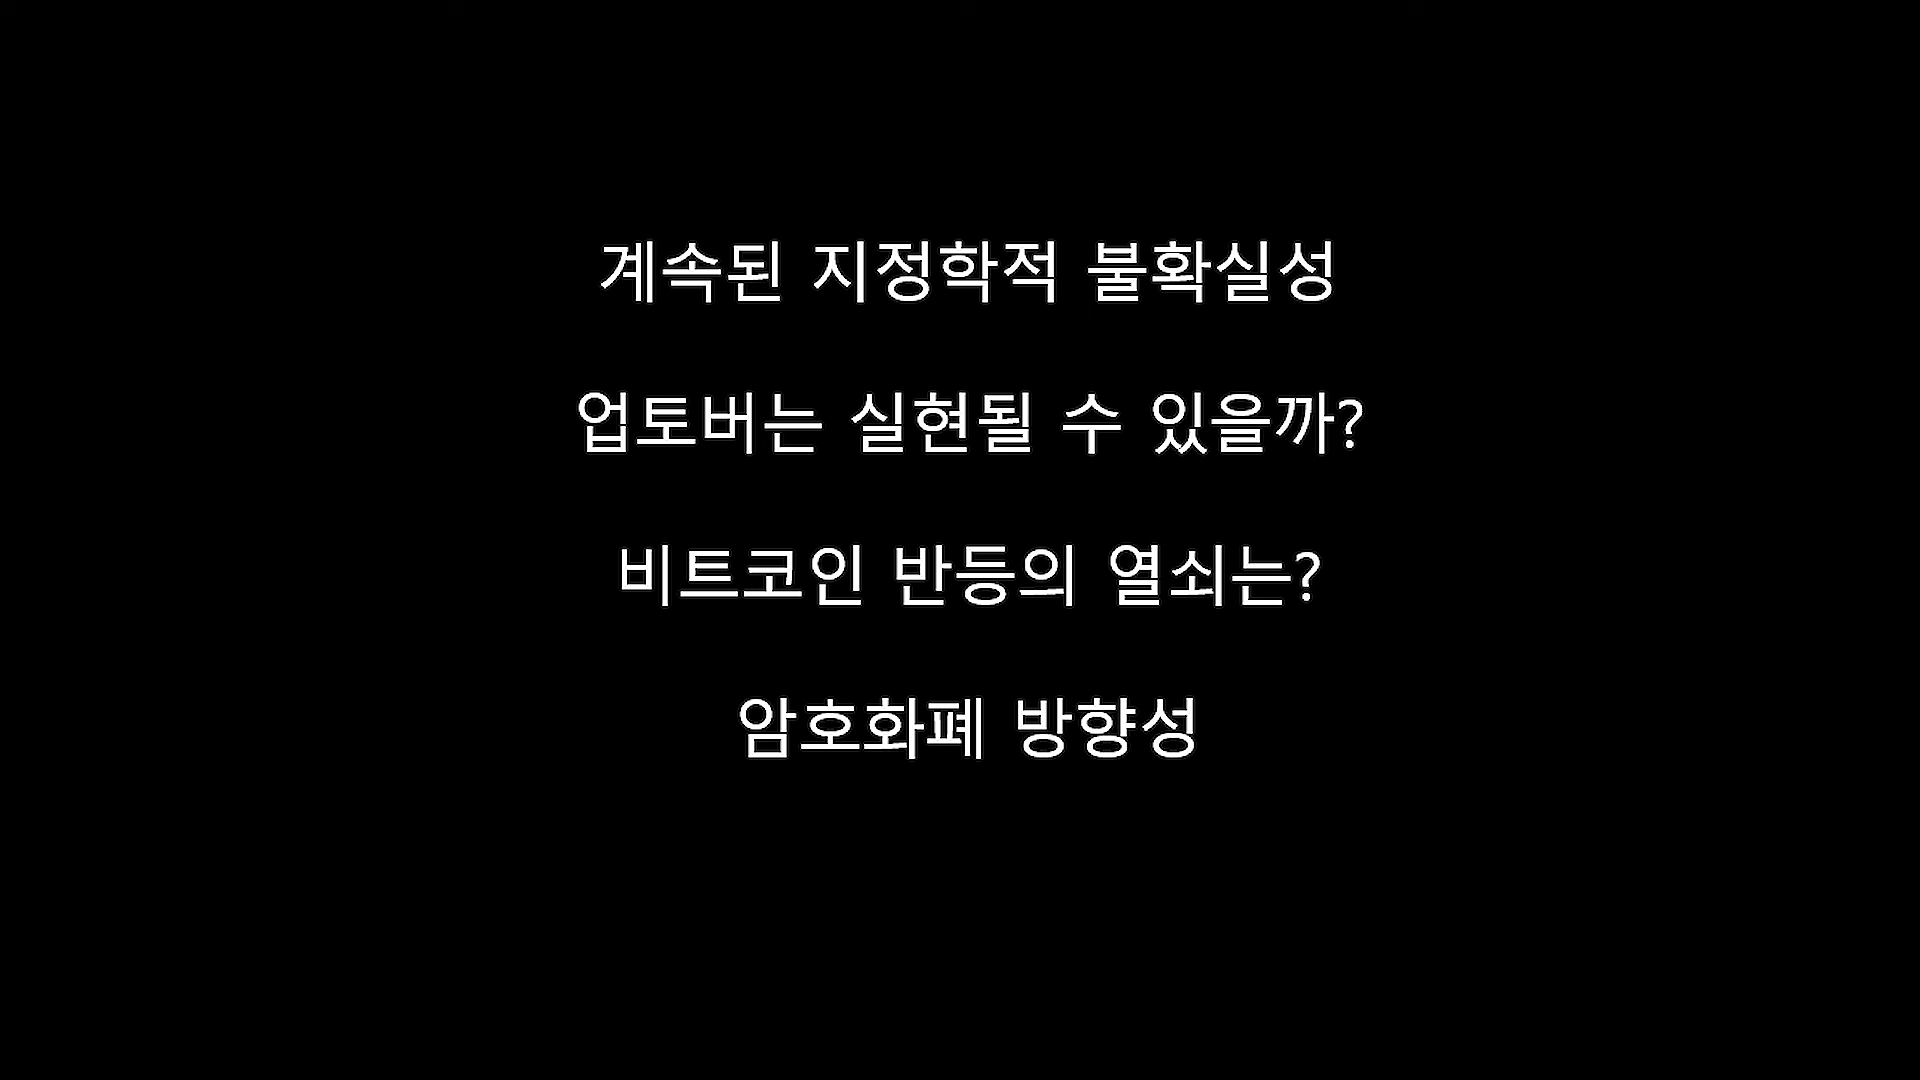 계속된 지정학적 불확실성
업토버는 실현될 수 있을까?
비트코인 반등의 열쇠는?
암호화폐 방향성